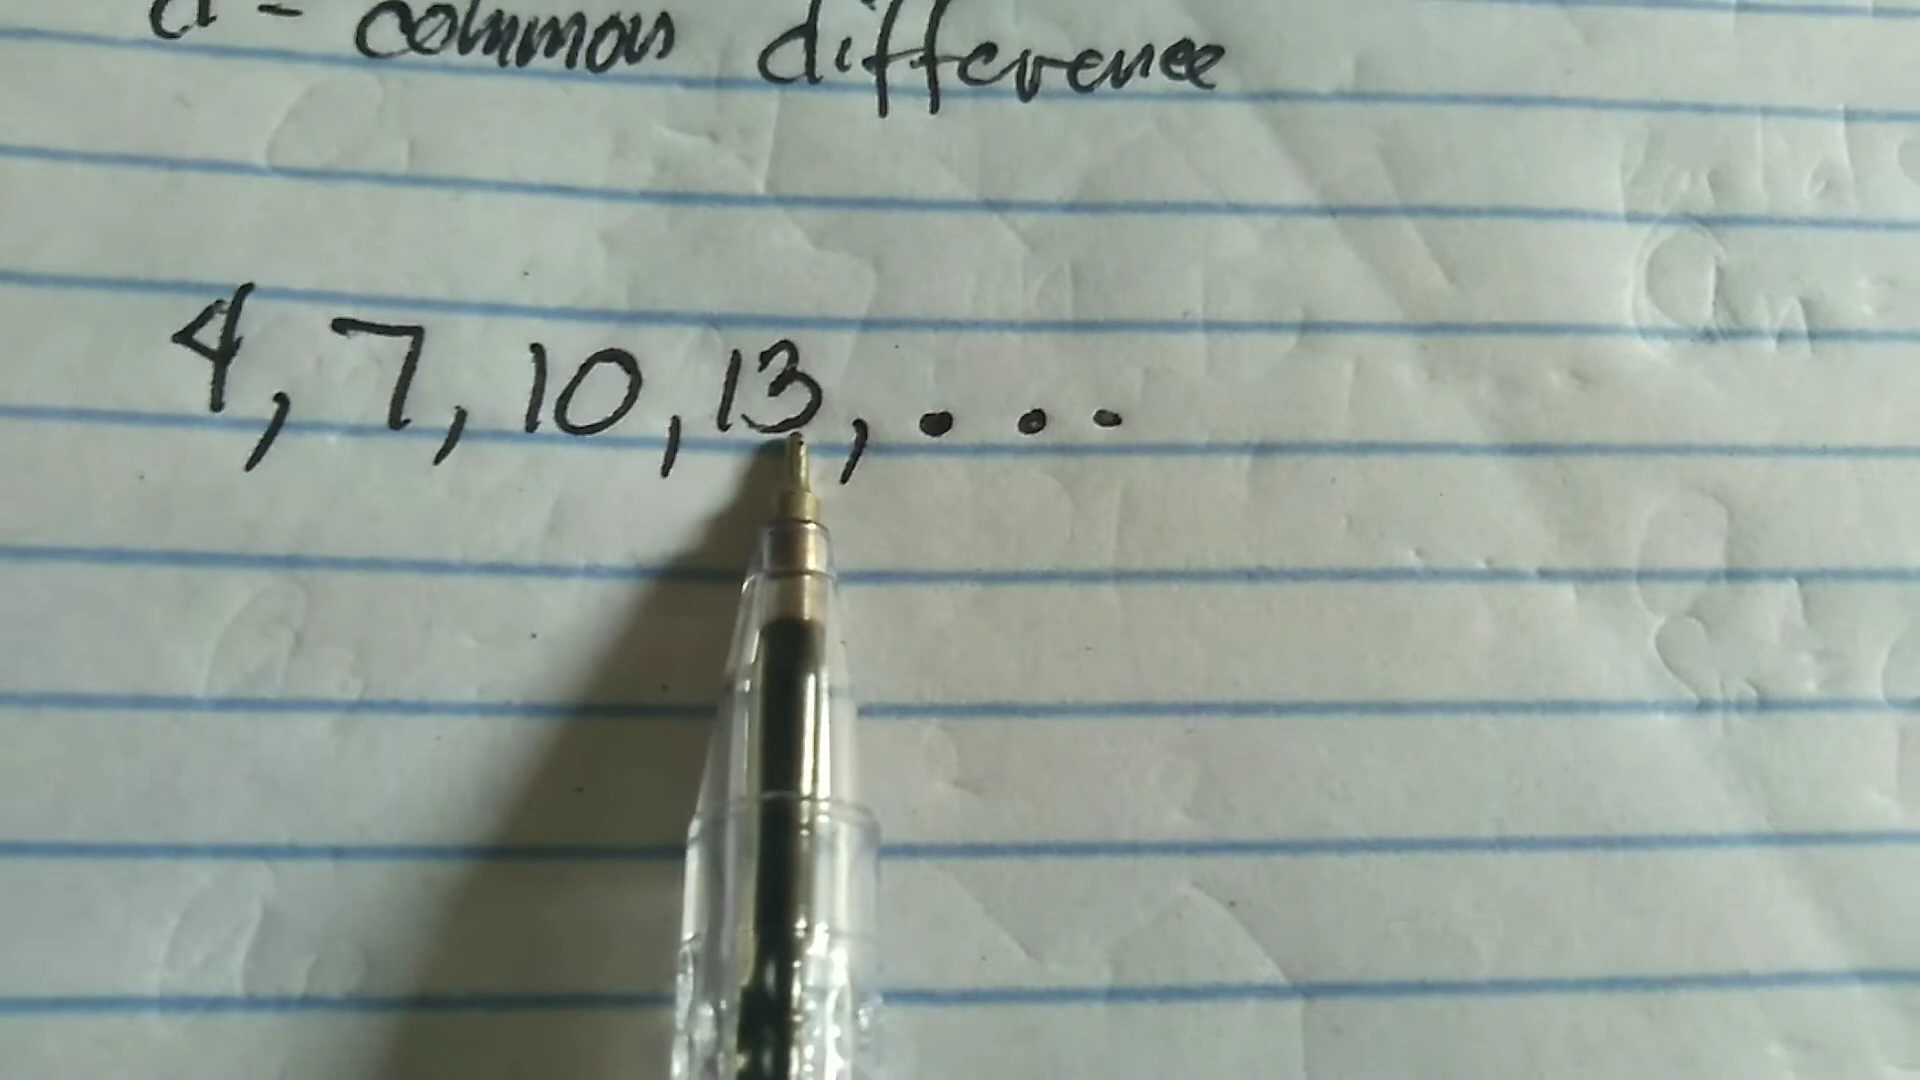 d - common difference
4, 7, 10, 13, . . .